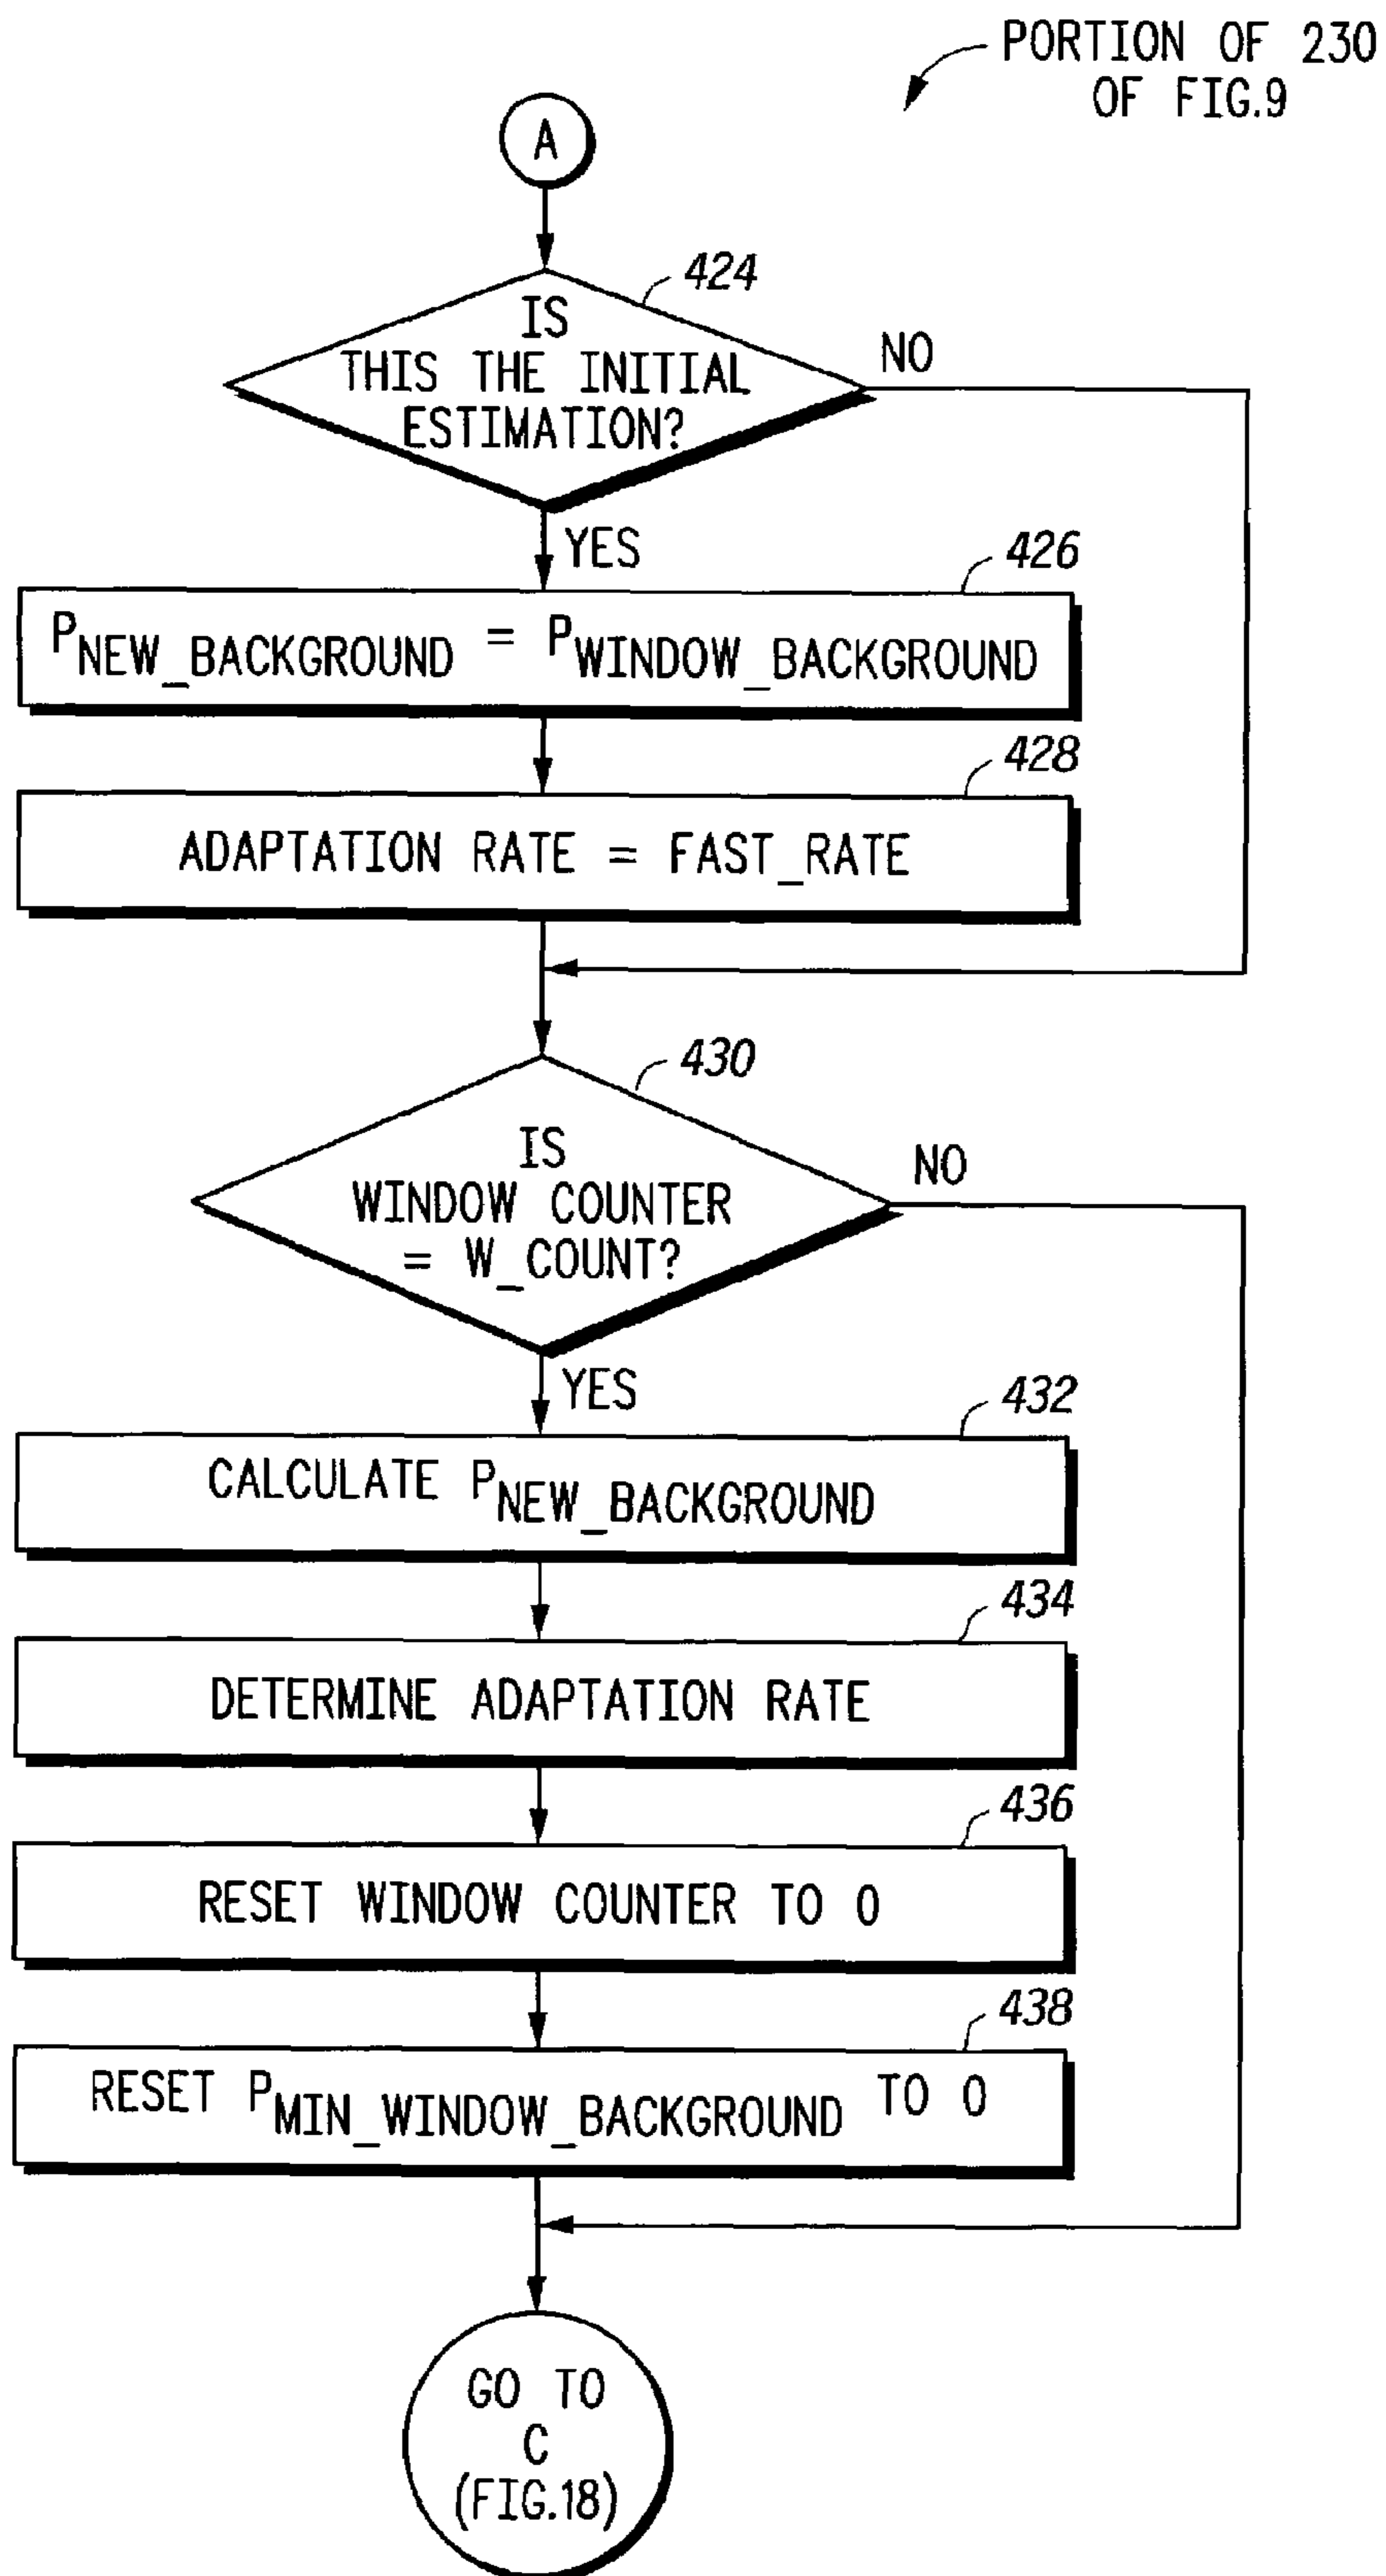 PORTION OF 230
OF FIG.9
A
424
IS
THIS THE INITIAL
ESTIMATION?
NO
YES
426
PNEW_BACKGROUND = PWINDOW_BACKGROUND
428
ADAPTATION RATE = FAST_RATE
430
IS
WINDOW COUNTER
= W_COUNT?
NO
YES
432
CALCULATE PNEW_BACKGROUND
434
DETERMINE ADAPTATION RATE
436
RESET WINDOW COUNTER TO 0
438
RESET PMIN_WINDOW_BACKGROUND TO 0
GO TO
C
(FIG.18)